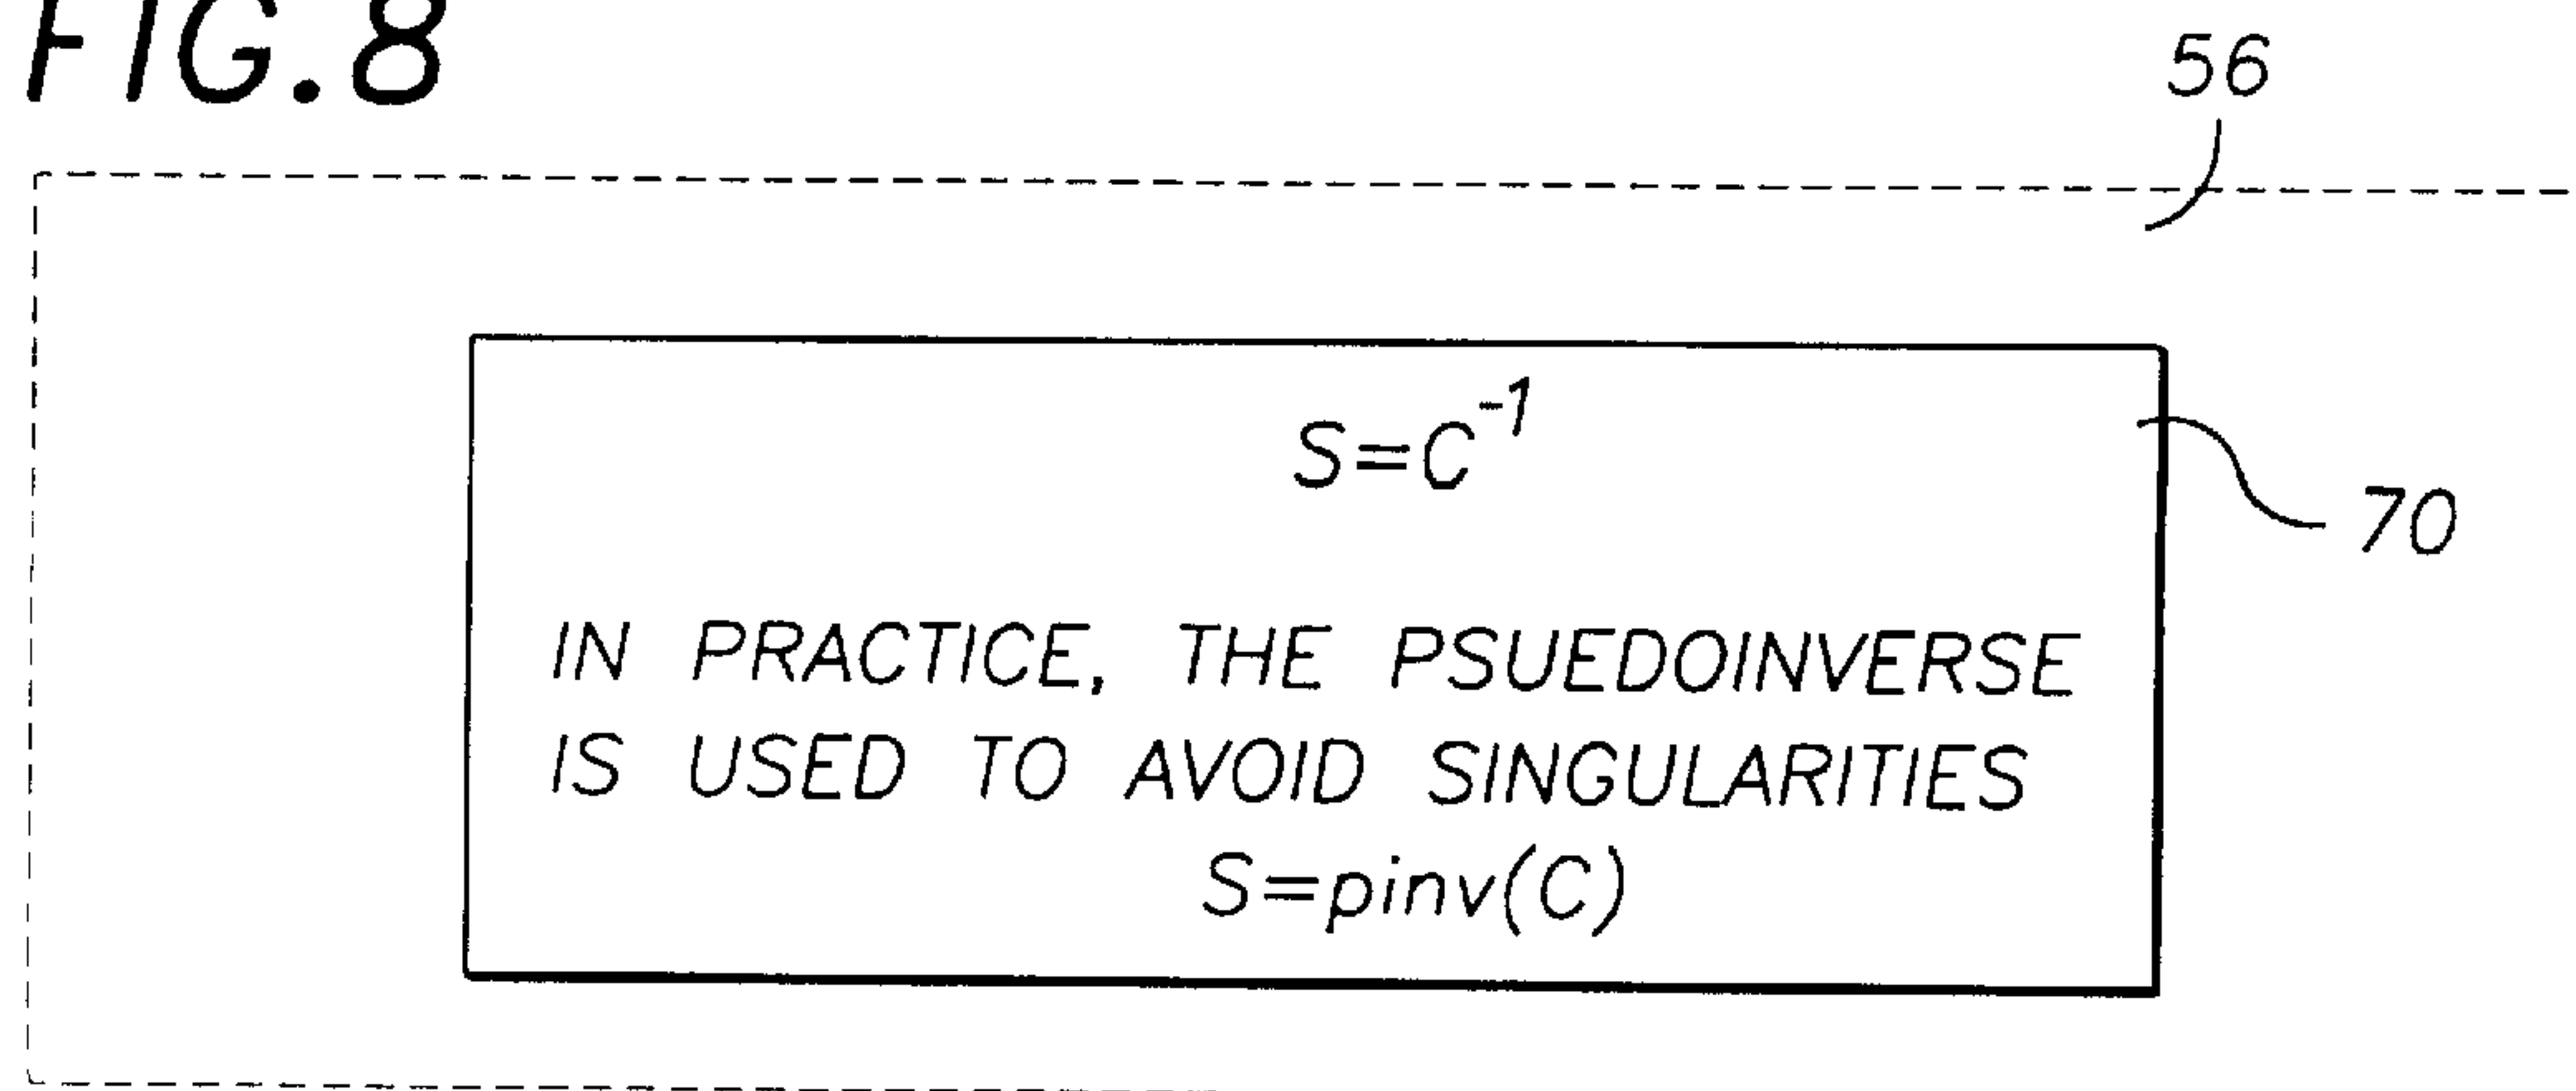 FIG.8
56
S=C⁻¹
70
IN PRACTICE, THE PSUEDOINVERSE
IS USED TO AVOID SINGULARITIES
S=pinv(C)